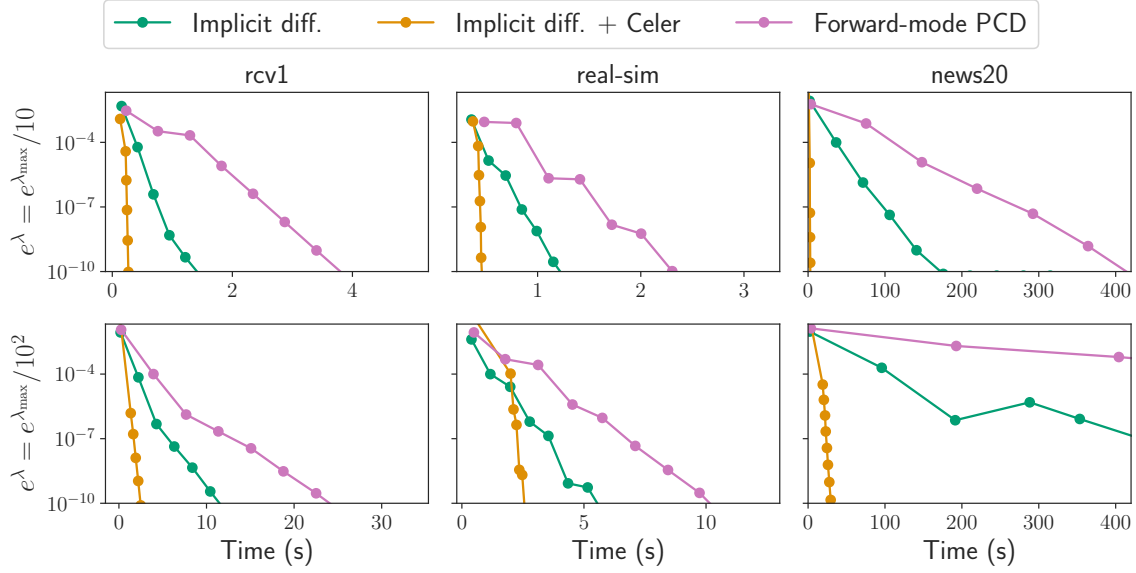 Implicit diff. Implicit diff. + Celer Forward-mode PCD
rcv1 real-sim news20
e^λ = e^{λ_max}/10
10^{-4}
10^{-7}
10^{-10}
0 2 4
1 2 3
0 100 200 300 400
e^λ = e^{λ_max}/10^2
10^{-4}
10^{-7}
10^{-10}
0 10 20 30
0 5 10
0 100 200 300 400
Time (s) Time (s) Time (s)